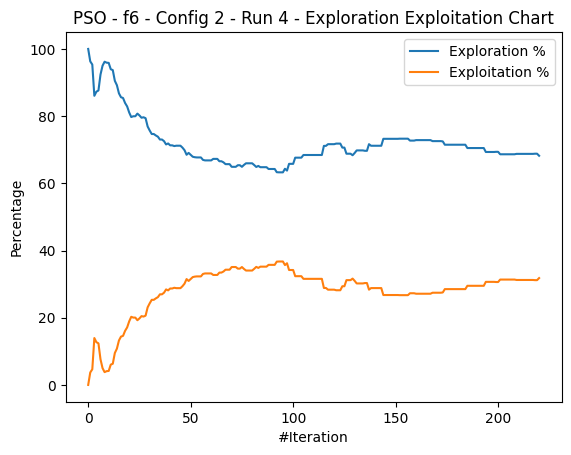 PSO - f6 - Config 2 - Run 4 - Exploration Exploitation Chart
Exploration %
Exploitation %
100
80
60
40
20
0
Percentage
0
50
100
150
200
#Iteration